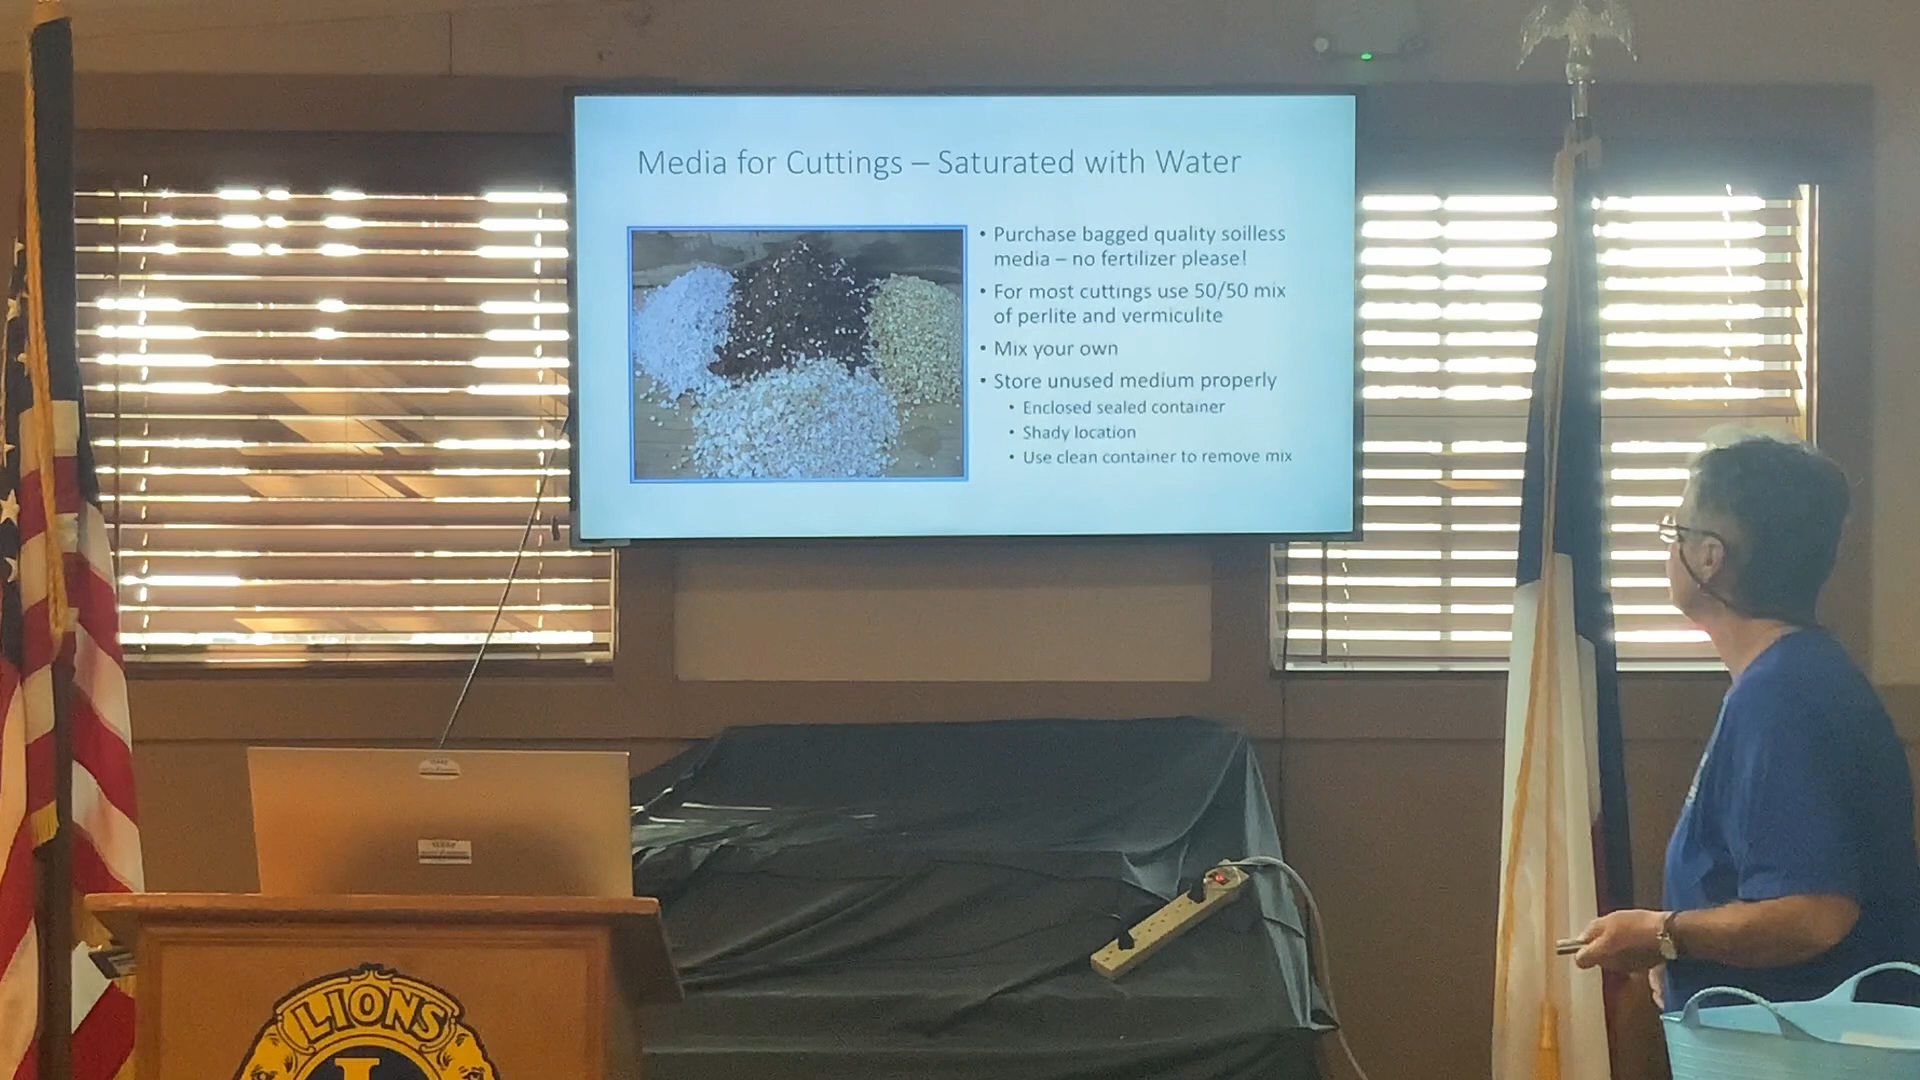 Media for Cuttings – Saturated with Water
• Purchase bagged quality soilless
media – no fertilizer please!
• For most cuttings use 50/50 mix
of perlite and vermiculite
• Mix your own
• Store unused medium properly
• Enclosed sealed container
• Shady location
• Use clean container to remove mix
LIONS
L